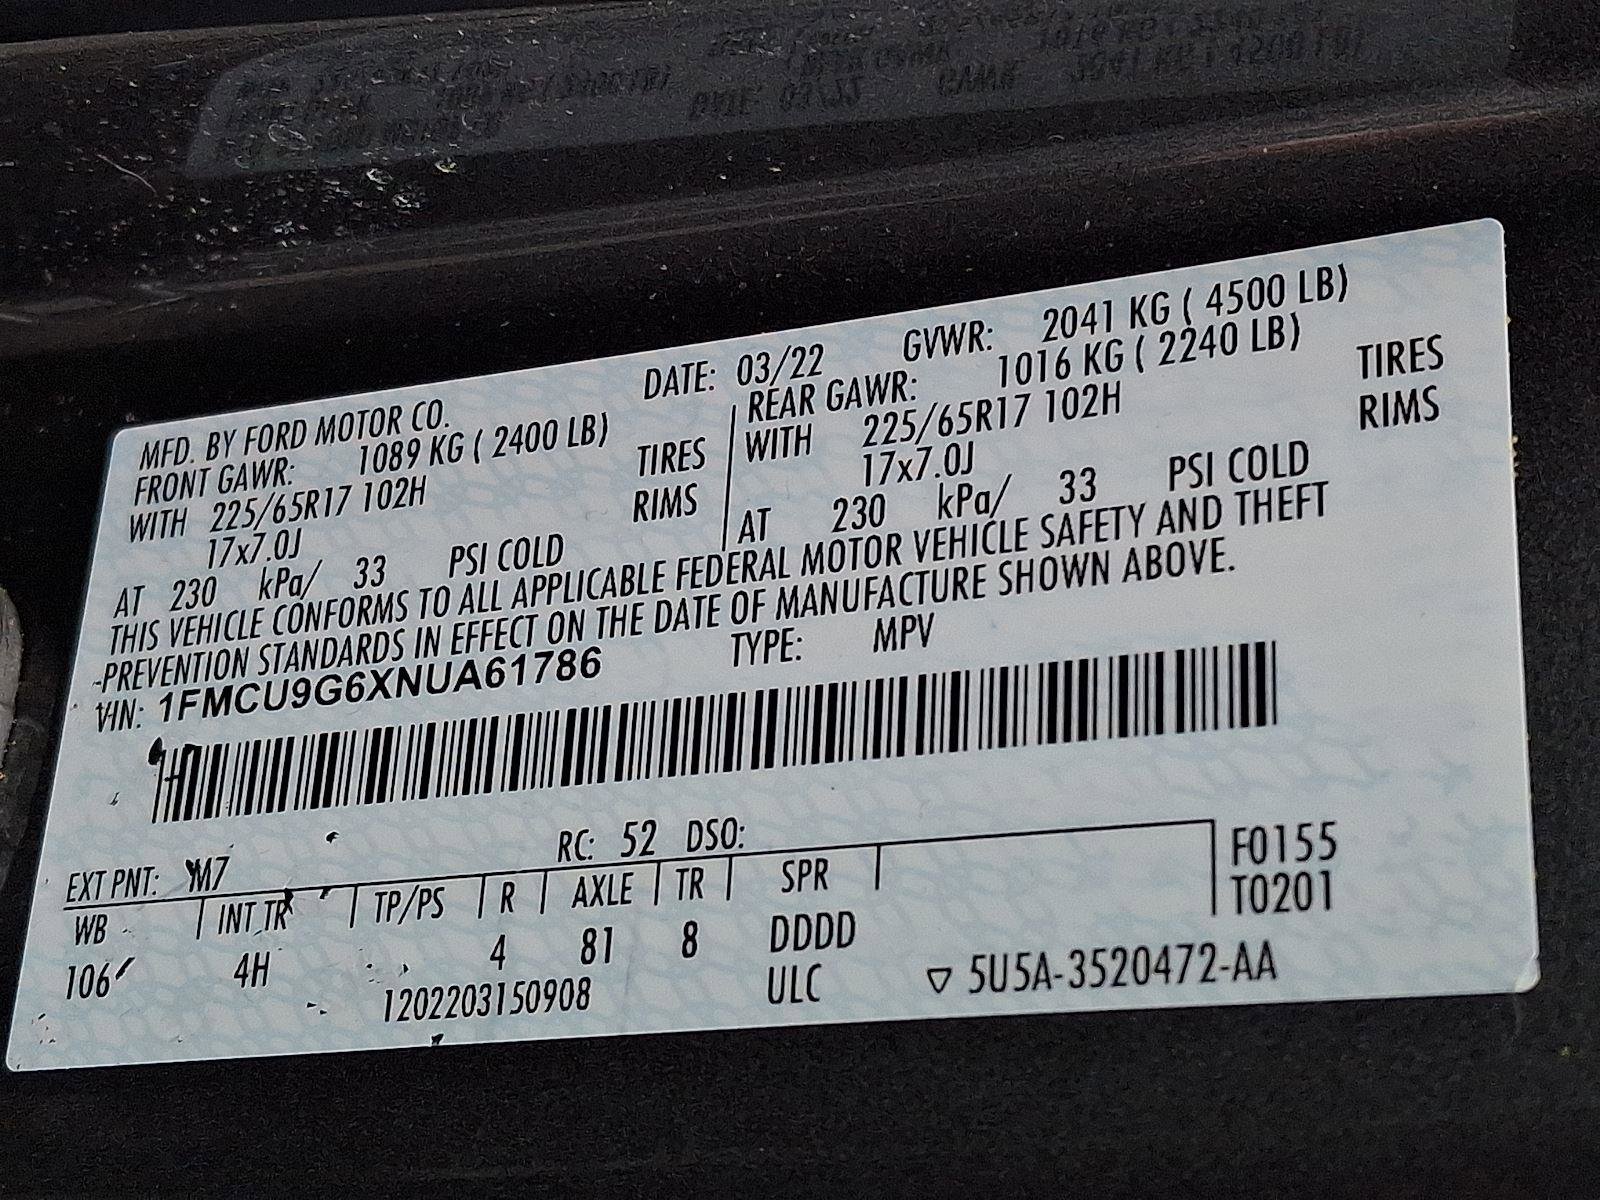 MFD. BY FORD MOTOR CO. DATE: 03/22 GVWR: 2041 KG ( 4500 LB)
FRONT GAWR: 1089 KG ( 2400 LB) REAR GAWR: 1016 KG ( 2240 LB)
WITH 225/65R17 102H TIRES WITH 225/65R17 102H TIRES
17x7.0J RIMS 17x7.0J RIMS
AT 230 kPa/ 33 PSI COLD AT 230 kPa/ 33 PSI COLD
THIS VEHICLE CONFORMS TO ALL APPLICABLE FEDERAL MOTOR VEHICLE SAFETY AND THEFT
PREVENTION STANDARDS IN EFFECT ON THE DATE OF MANUFACTURE SHOWN ABOVE.
VIN: 1FMCU9G6XNUA61786 TYPE: MPV
EXT PNT: M7 RC: 52 DSO: F0155
WB INT TR TP/PS R AXLE TR SPR T0201
106 4H 4 81 8 DDDD
1202203150908 ULC ▽ 5U5A-3520472-AA